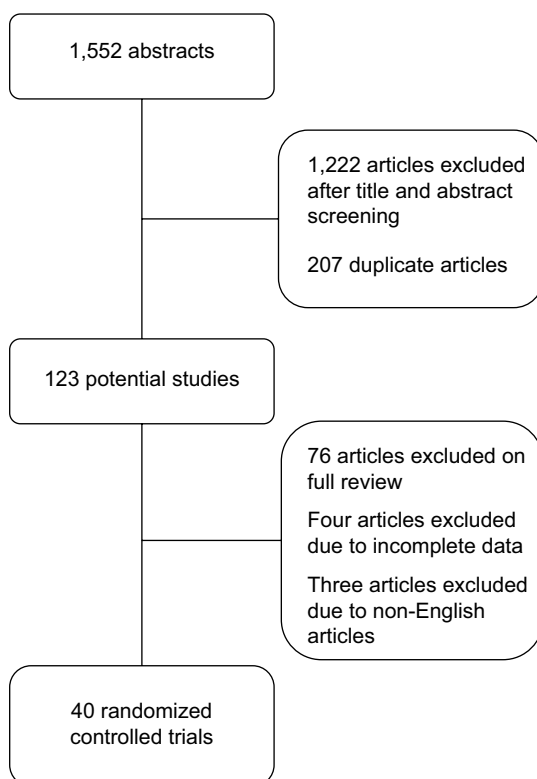 1,552 abstracts
1,222 articles excluded
after title and abstract
screening
207 duplicate articles
123 potential studies
76 articles excluded on
full review
Four articles excluded
due to incomplete data
Three articles excluded
due to non-English
articles
40 randomized
controlled trials